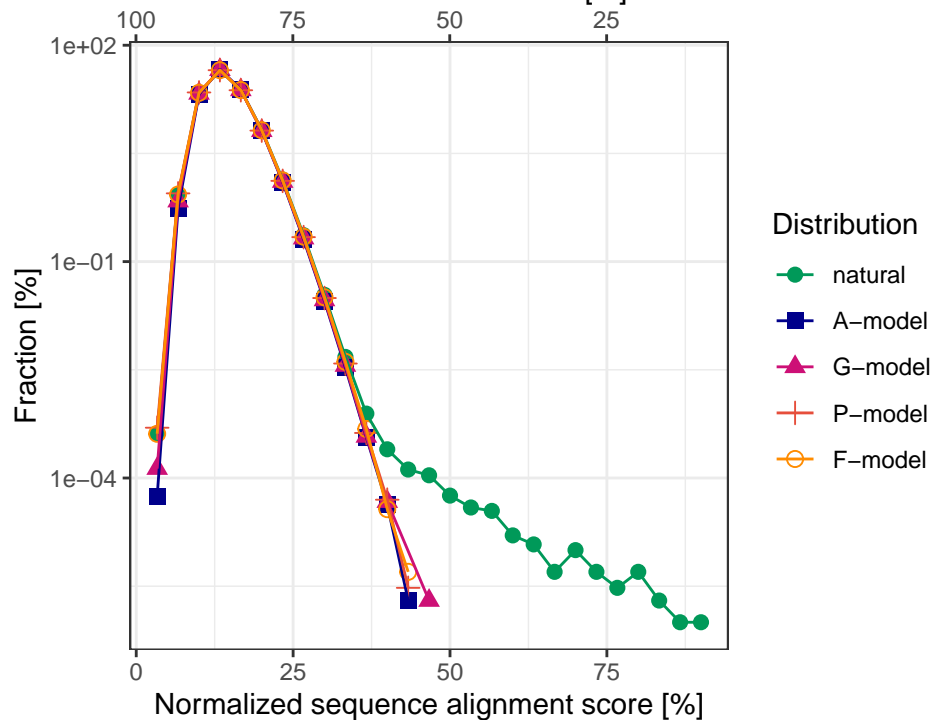 100 75 50 25
1e+02
1e−01
1e−04
Fraction [%]
0 25 50 75
Normalized sequence alignment score [%]
Distribution
natural
A−model
G−model
P−model
F−model